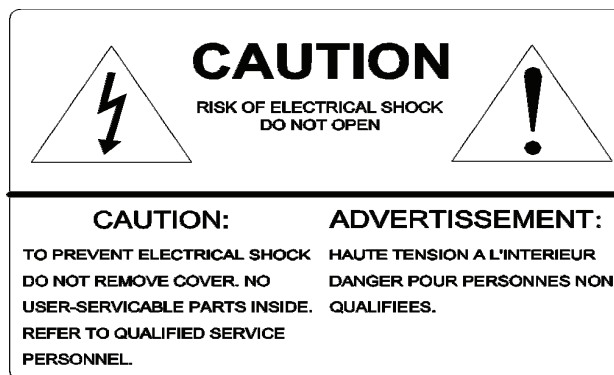 CAUTION
RISK OF ELECTRICAL SHOCK
DO NOT OPEN
CAUTION:
TO PREVENT ELECTRICAL SHOCK
DO NOT REMOVE COVER. NO
USER-SERVICABLE PARTS INSIDE.
REFER TO QUALIFIED SERVICE
PERSONNEL.
ADVERTISSEMENT:
HAUTE TENSION A L'INTERIEUR
DANGER POUR PERSONNES NON
QUALIFIEES.